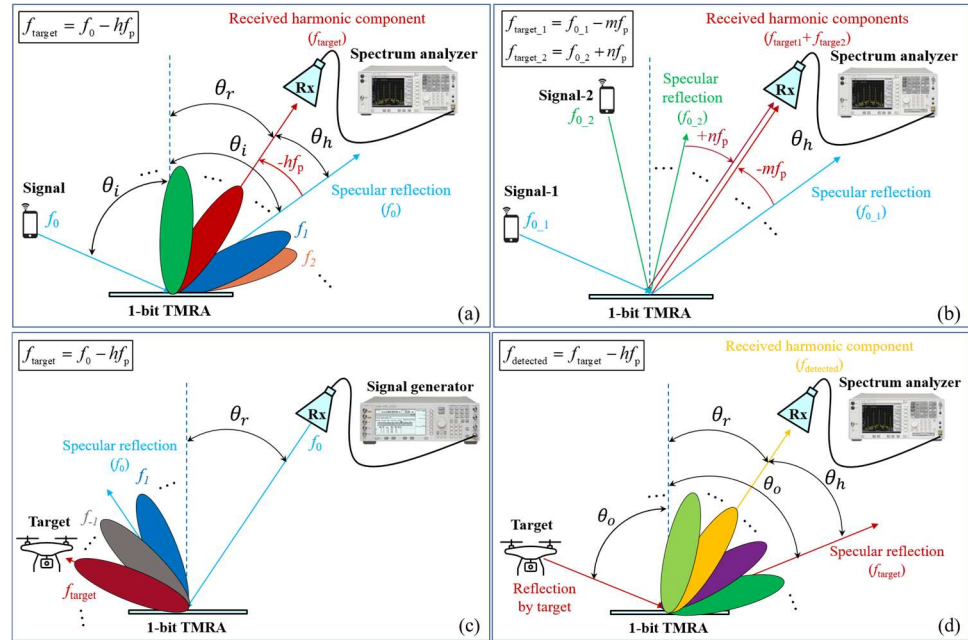 f_target = f_0 − hf_p
Received harmonic component
(f_target)
Spectrum analyzer
Rx
θ_r
θ_h
θ_i
θ_i
-hf_p
Signal
f_0
Specular reflection
(f_0)
f_1
f_2
1-bit TMRA
(a)
f_target_1 = f_0_1 − mf_p
f_target_2 = f_0_2 + nf_p
Received harmonic components
(f_target1 + f_targe2)
Spectrum analyzer
Rx
Signal-2
f_0_2
Specular
reflection
(f_0_2)
+nf_p
θ_h
-mf_p
Signal-1
f_0_1
Specular reflection
(f_0_1)
1-bit TMRA
(b)
f_target = f_0 − hf_p
Signal generator
Rx
θ_r
f_0
Specular reflection
(f_0)
f_1
f_-1
Target
f_target
1-bit TMRA
(c)
f_detected = f_target − hf_p
Received harmonic component
(f_detected)
Spectrum analyzer
Rx
θ_r
θ_o
θ_h
θ_o
Target
Specular reflection
(f_target)
Reflection
by target
1-bit TMRA
(d)